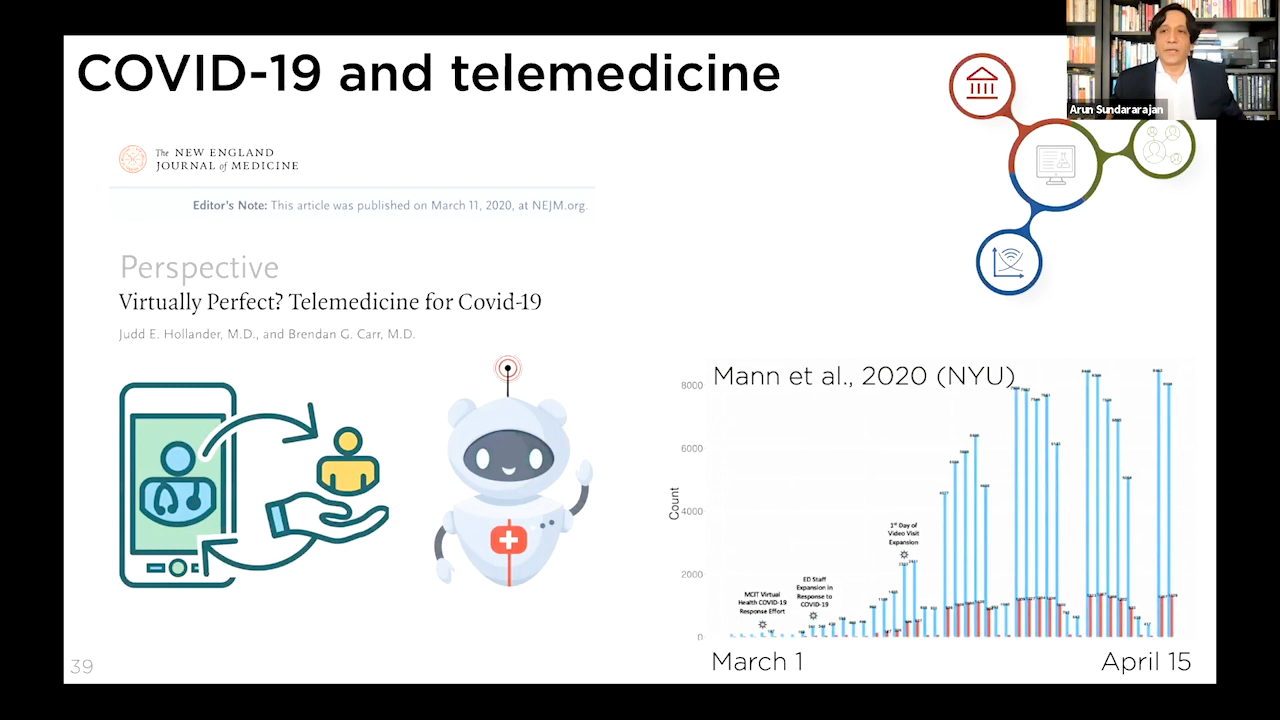 COVID-19 and telemedicine
Arun Sundararajan
The NEW ENGLAND
JOURNAL of MEDICINE
Editor's Note: This article was published on March 11, 2020, at NEJM.org.
Perspective
Virtually Perfect? Telemedicine for Covid-19
Judd E. Hollander, M.D., and Brendan G. Carr, M.D.
Mann et al., 2020 (NYU)
8000
6000
4000
2000
0
Count
1st Day of
Video Visit
Expansion
ED Staff
Expansion in
Response to
COVID-19
MCIT Virtual
Health COVID-19
Response Effort
March 1
April 15
39